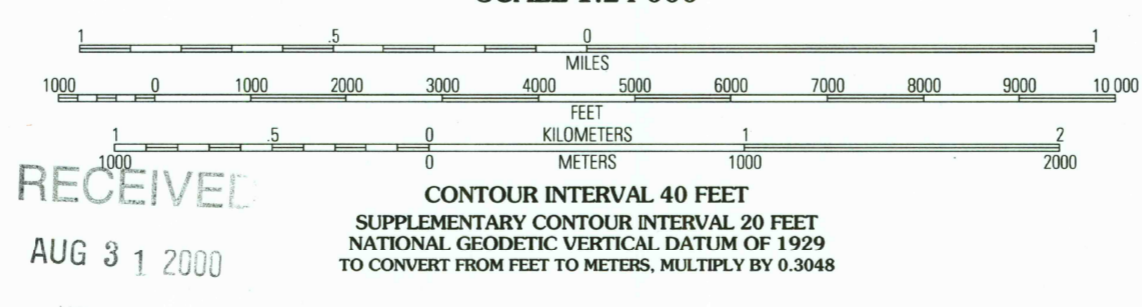 1 .5 0 1
MILES
1000 0 1000 2000 3000 4000 5000 6000 7000 8000 9000 10 000
FEET
1 .5 0 KILOMETERS 1 2
1000 0 METERS 1000 2000
RECEIVED
CONTOUR INTERVAL 40 FEET
SUPPLEMENTARY CONTOUR INTERVAL 20 FEET
NATIONAL GEODETIC VERTICAL DATUM OF 1929
TO CONVERT FROM FEET TO METERS, MULTIPLY BY 0.3048
AUG 31 2000